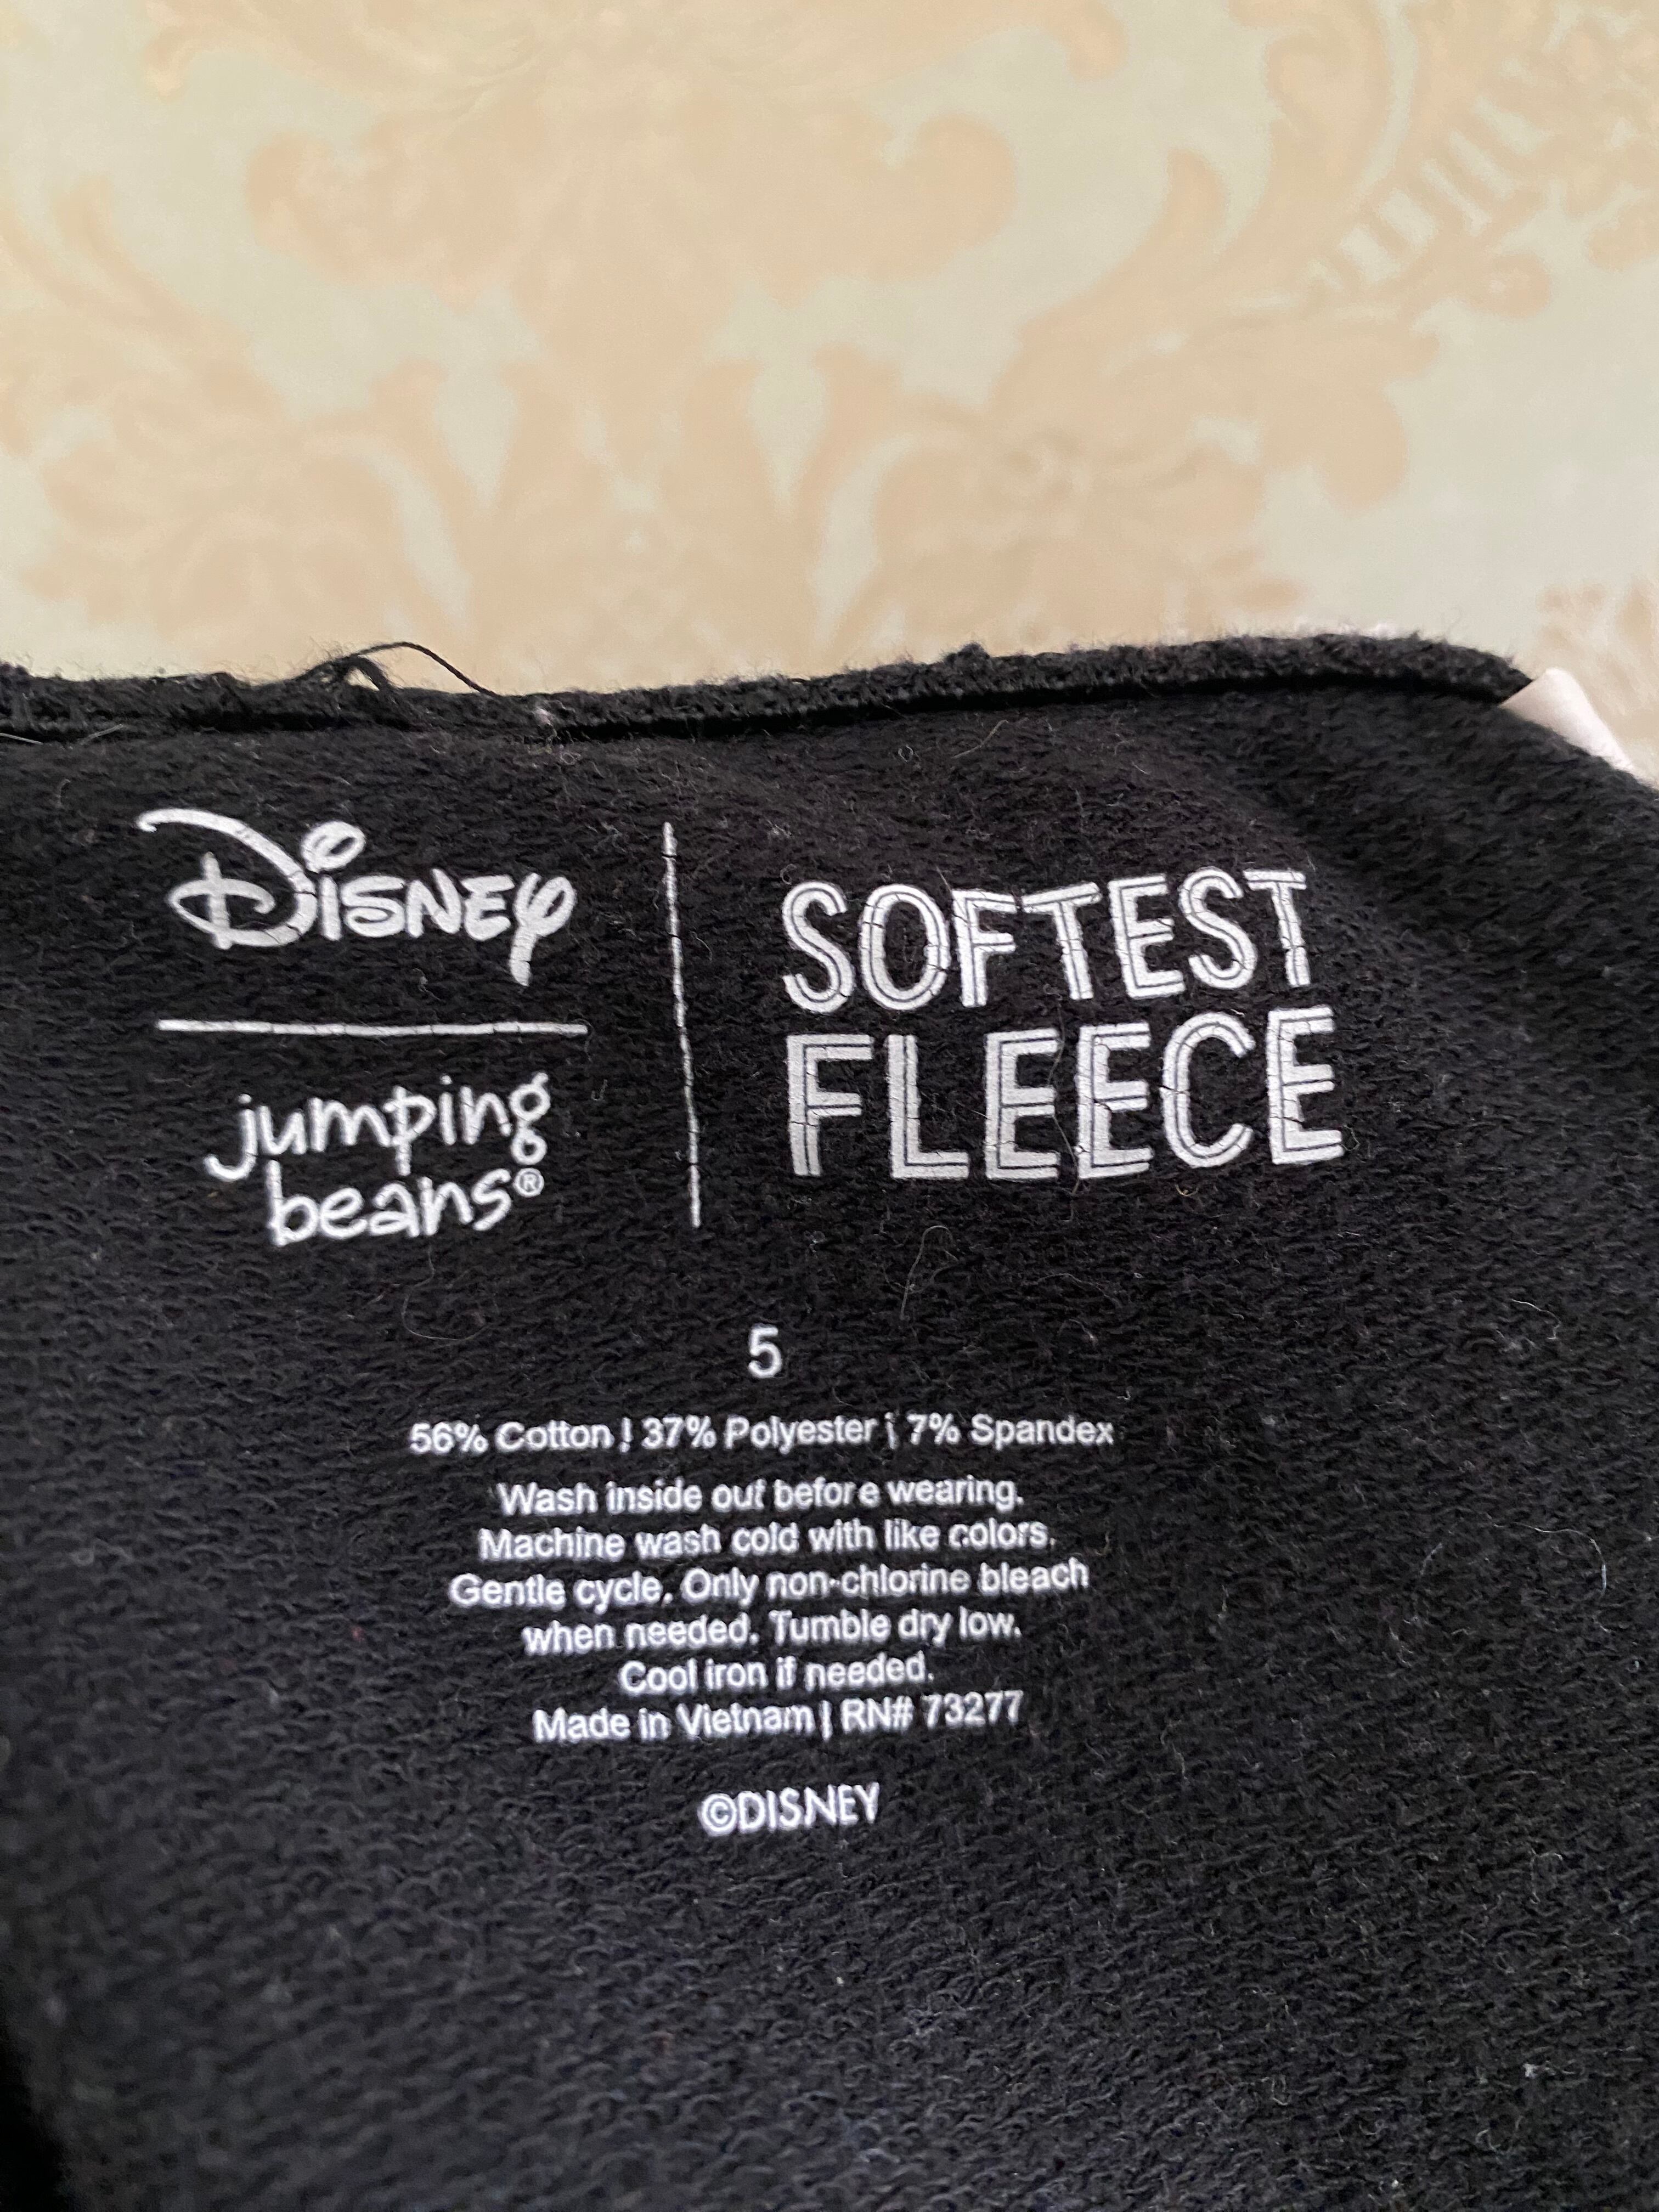 Disney
jumping
beans®
SOFTEST
FLEECE
5
56% Cotton | 37% Polyester | 7% Spandex
Wash inside out before wearing.
Machine wash cold with like colors.
Gentle cycle. Only non-chlorine bleach
when needed. Tumble dry low.
Cool iron if needed.
Made in Vietnam | RN# 73277
©DISNEY